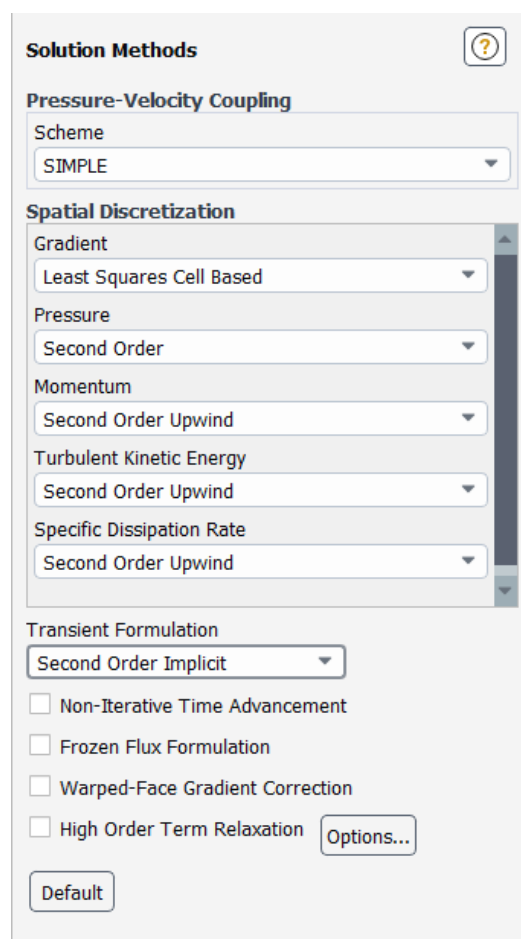 Solution Methods
?
Pressure-Velocity Coupling
Scheme
SIMPLE
Spatial Discretization
Gradient
Least Squares Cell Based
Pressure
Second Order
Momentum
Second Order Upwind
Turbulent Kinetic Energy
Second Order Upwind
Specific Dissipation Rate
Second Order Upwind
Transient Formulation
Second Order Implicit
Non-Iterative Time Advancement
Frozen Flux Formulation
Warped-Face Gradient Correction
High Order Term Relaxation Options...
Default